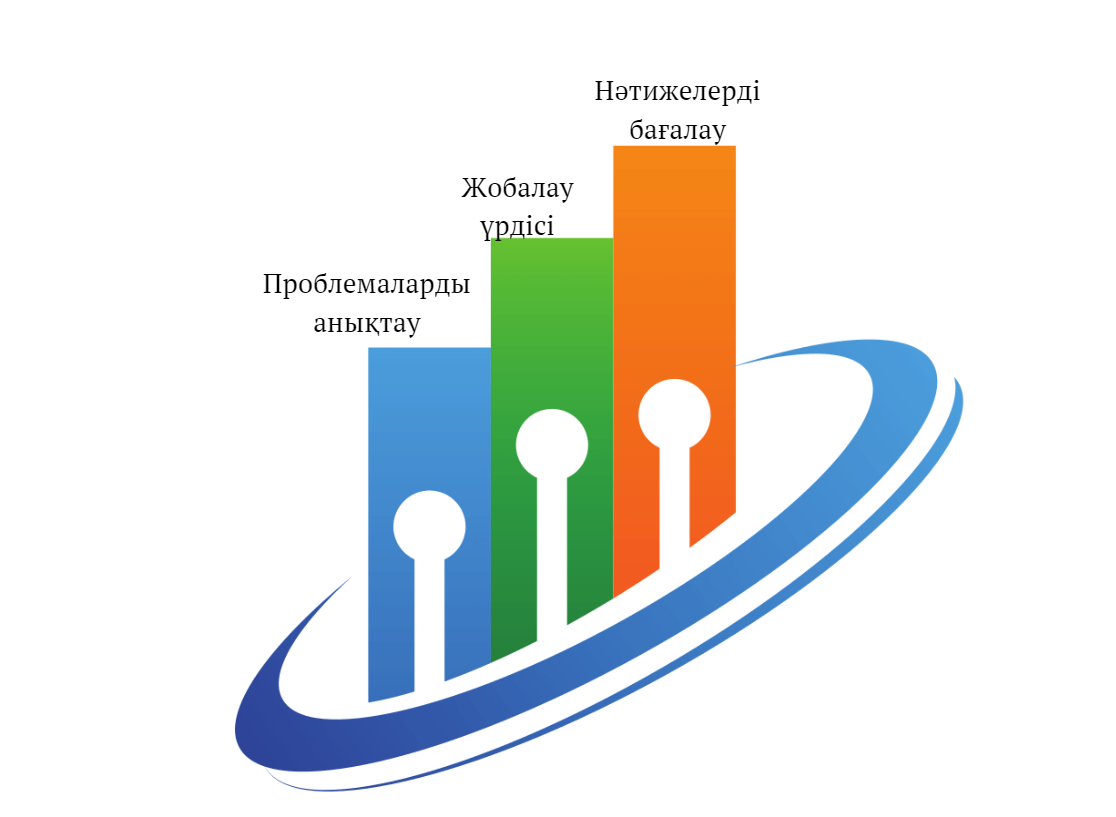 Нәтижелерді
бағалау
Жобалау
үрдісі
Проблемаларды
анықтау